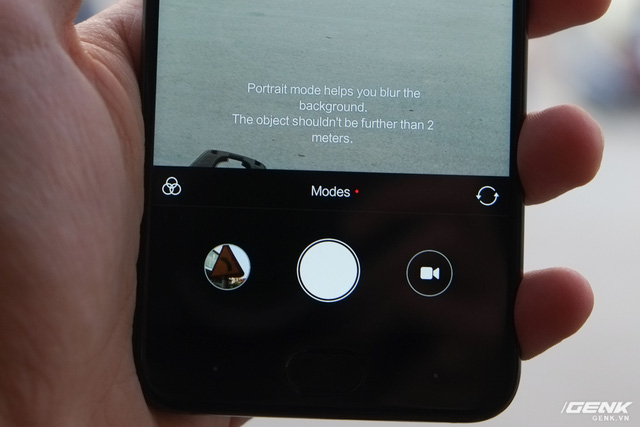 Portrait mode helps you blur the
background.
The object shouldn't be further than 2
meters.
Modes
GENK
GENK.VN